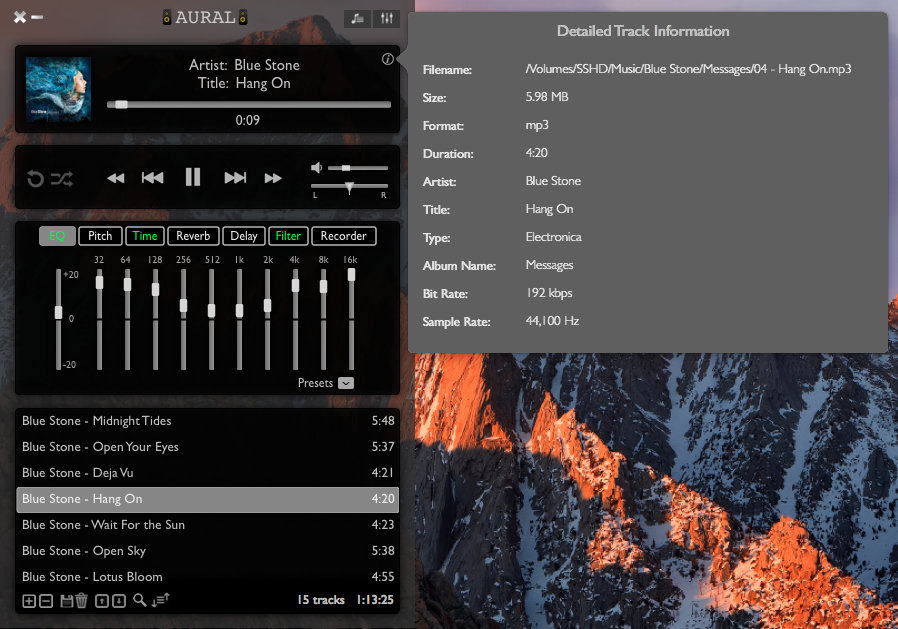 AURAL
Artist: Blue Stone
Title: Hang On
0:09
L R
EQ Pitch Time Reverb Delay Filter Recorder
32 64 128 256 512 1k 2k 4k 8k 16k
+20
0
-20
Presets
Blue Stone - Midnight Tides 5:48
Blue Stone - Open Your Eyes 5:37
Blue Stone - Deja Vu 4:21
Blue Stone - Hang On 4:20
Blue Stone - Wait For the Sun 4:23
Blue Stone - Open Sky 5:38
Blue Stone - Lotus Bloom 4:55
15 tracks 1:13:25
Detailed Track Information
Filename: /Volumes/SSHD/Music/Blue Stone/Messages/04 - Hang On.mp3
Size: 5.98 MB
Format: mp3
Duration: 4:20
Artist: Blue Stone
Title: Hang On
Type: Electronica
Album Name: Messages
Bit Rate: 192 kbps
Sample Rate: 44,100 Hz